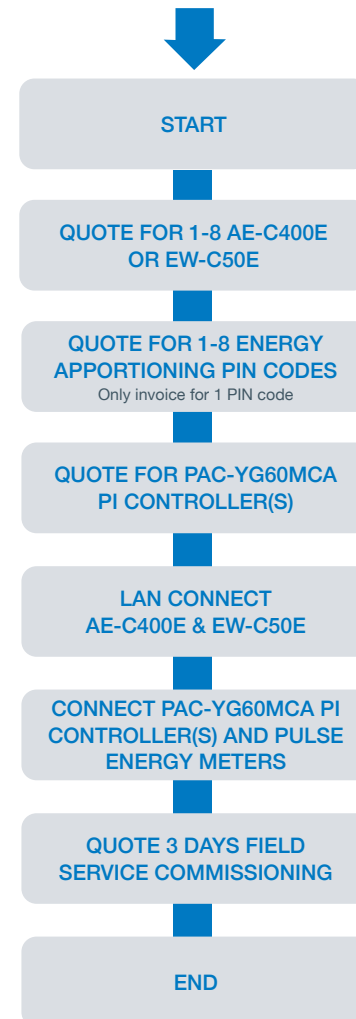 START
QUOTE FOR 1-8 AE-C400E
OR EW-C50E
QUOTE FOR 1-8 ENERGY
APPORTIONING PIN CODES
Only invoice for 1 PIN code
QUOTE FOR PAC-YG60MCA
PI CONTROLLER(S)
LAN CONNECT
AE-C400E & EW-C50E
CONNECT PAC-YG60MCA PI
CONTROLLER(S) AND PULSE
ENERGY METERS
QUOTE 3 DAYS FIELD
SERVICE COMMISSIONING
END